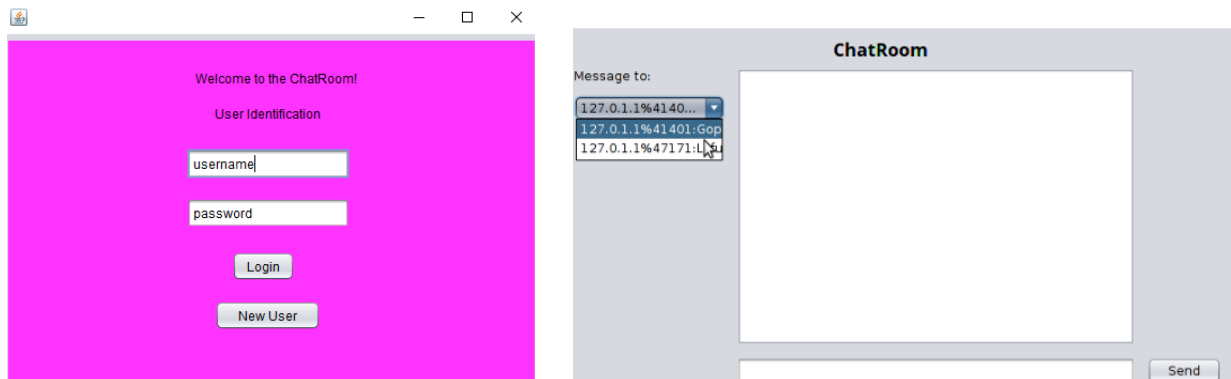 Welcome to the ChatRoom!
User Identification
username
password
Login
New User
ChatRoom
Message to:
127.0.1.1%4140...
127.0.1.1%41401:Gop
127.0.1.1%47171:
Send